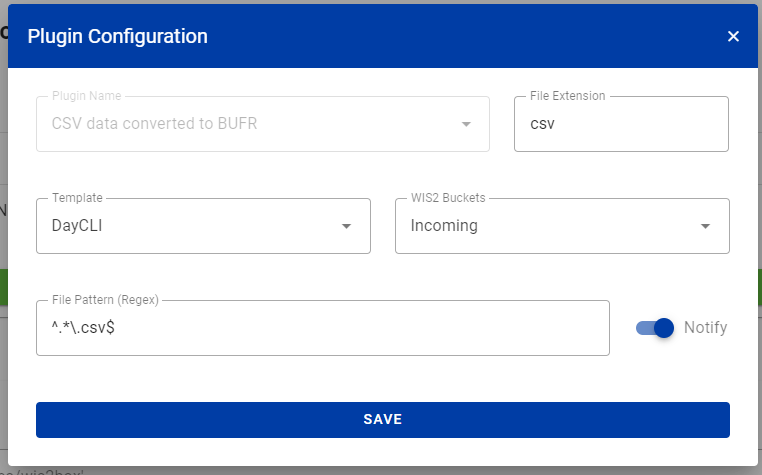 Plugin Configuration
Plugin Name
CSV data converted to BUFR
File Extension
csv
Template
DayCLI
WIS2 Buckets
Incoming
File Pattern (Regex)
^.*\.csv$
Notify
SAVE